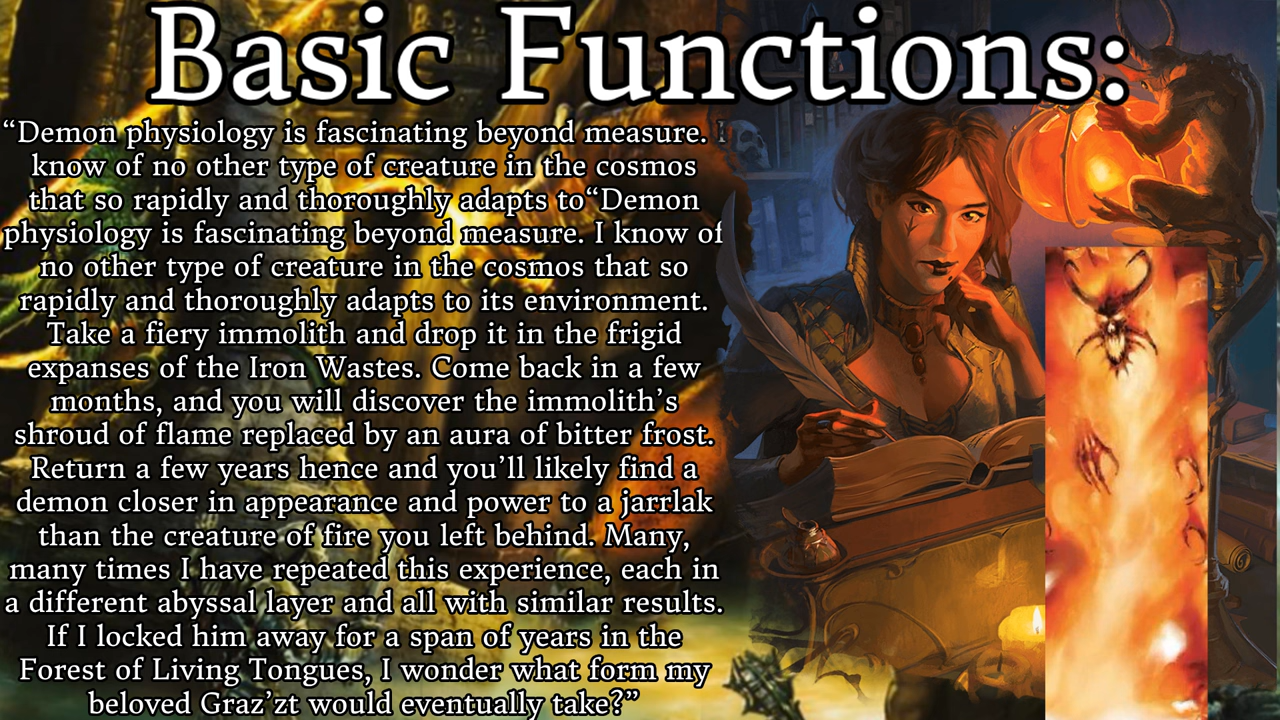 Basic Functions:
“Demon physiology is fascinating beyond measure. I
know of no other type of creature in the cosmos
that so rapidly and thoroughly adapts to“Demon
physiology is fascinating beyond measure. I know of
no other type of creature in the cosmos that so
rapidly and thoroughly adapts to its environment.
Take a fiery immolith and drop it in the frigid
expanses of the Iron Wastes. Come back in a few
months, and you will discover the immolith’s
shroud of flame replaced by an aura of bitter frost.
Return a few years hence and you’ll likely find a
demon closer in appearance and power to a jarrlak
than the creature of fire you left behind. Many,
many times I have repeated this experience, each in
a different abyssal layer and all with similar results.
If I locked him away for a span of years in the
Forest of Living Tongues, I wonder what form my
beloved Graz’zt would eventually take?”